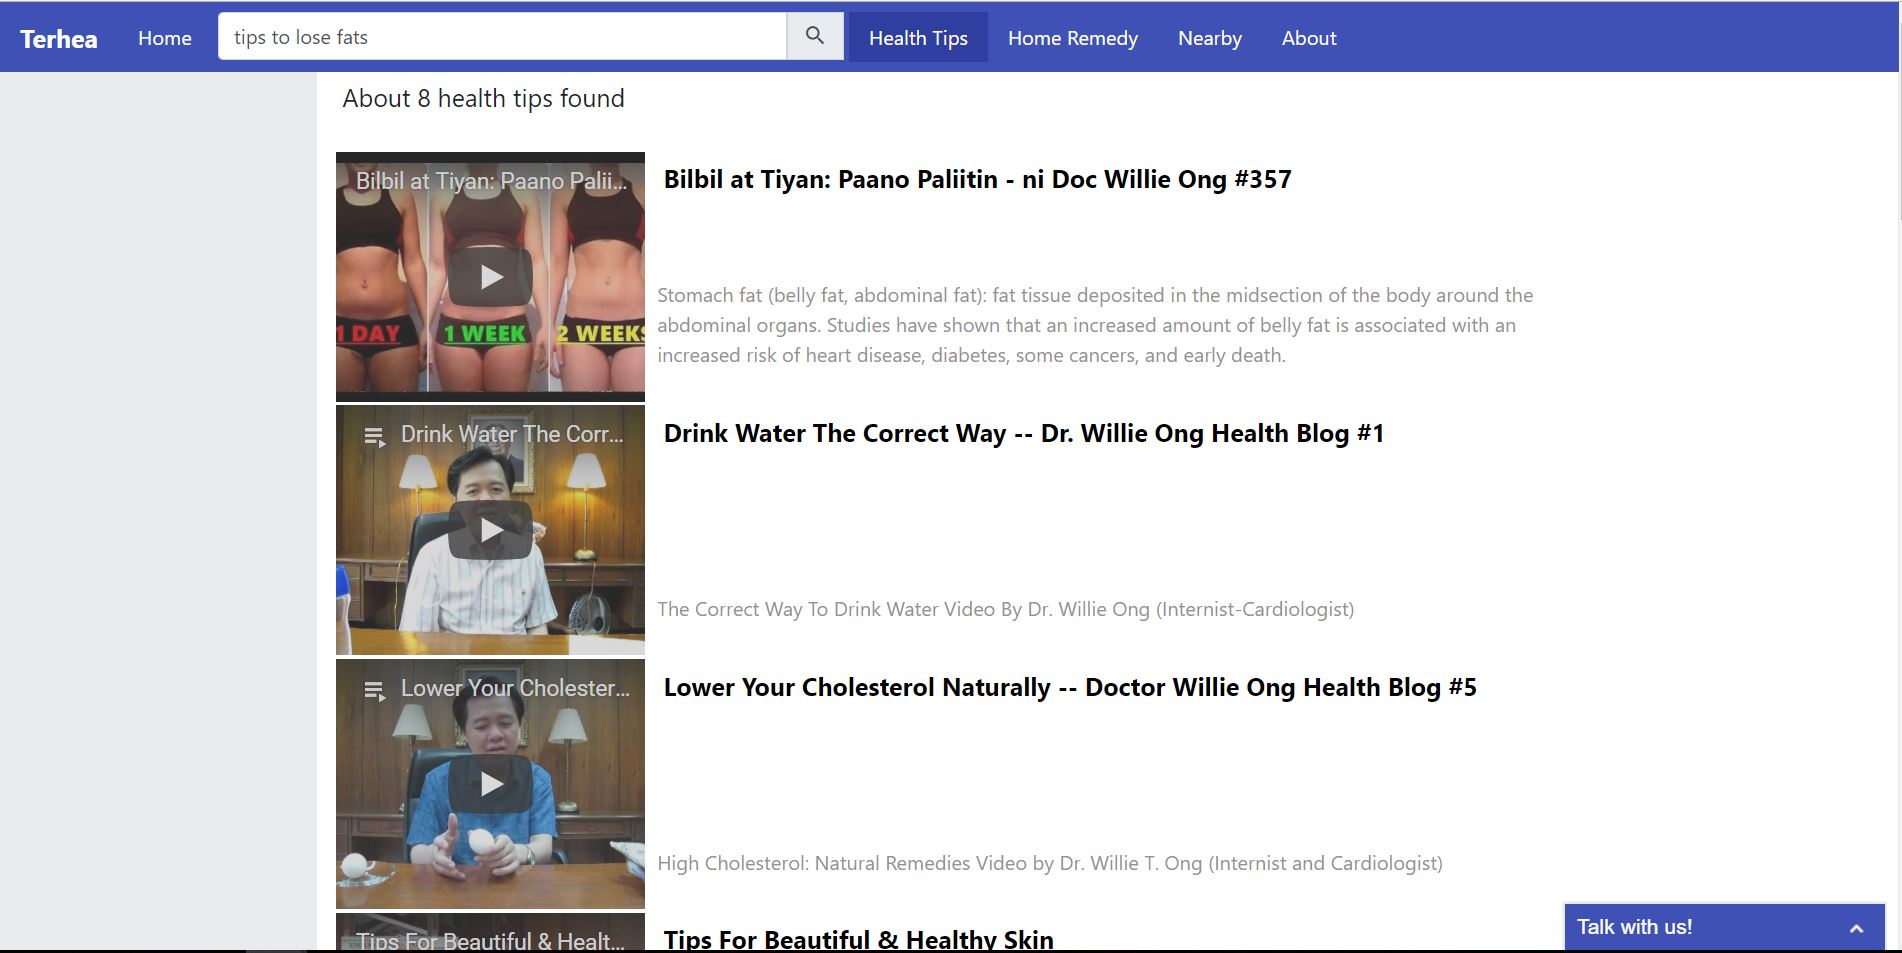 Terhea Home tips to lose fats Health Tips Home Remedy Nearby About
About 8 health tips found
Bilbil at Tiyan: Paano Palii...
1 DAY 1 WEEK 2 WEEKS
Bilbil at Tiyan: Paano Paliitin - ni Doc Willie Ong #357
Stomach fat (belly fat, abdominal fat): fat tissue deposited in the midsection of the body around the
abdominal organs. Studies have shown that an increased amount of belly fat is associated with an
increased risk of heart disease, diabetes, some cancers, and early death.
Drink Water The Corr...
Drink Water The Correct Way -- Dr. Willie Ong Health Blog #1
The Correct Way To Drink Water Video By Dr. Willie Ong (Internist-Cardiologist)
Lower Your Cholester...
Lower Your Cholesterol Naturally -- Doctor Willie Ong Health Blog #5
High Cholesterol: Natural Remedies Video by Dr. Willie T. Ong (Internist and Cardiologist)
Tips For Beautiful & Healt...
Tips For Beautiful & Healthy Skin
Talk with us!